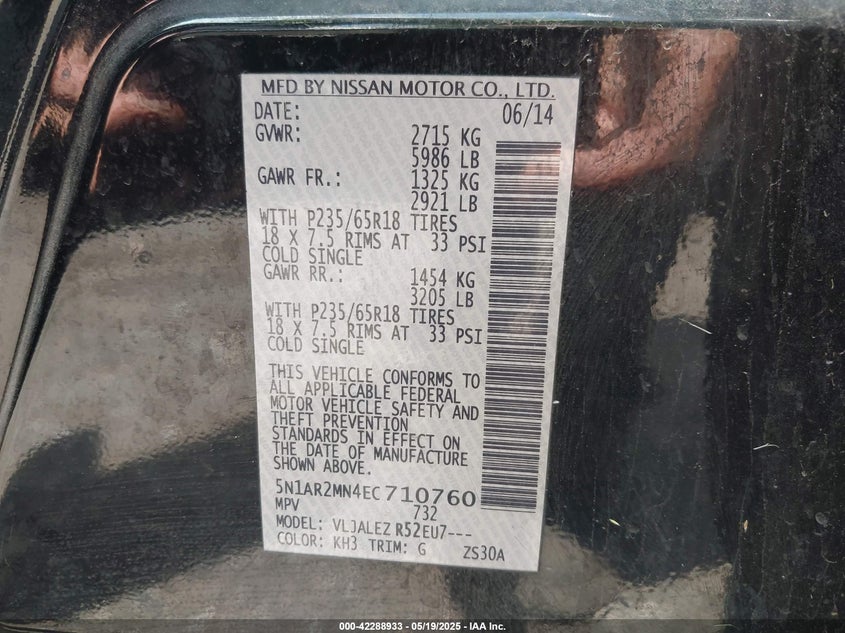 MFD BY NISSAN MOTOR CO., LTD.
DATE: 06/14
GVWR: 2715 KG
5986 LB
GAWR FR.: 1325 KG
2921 LB
WITH P235/65R18 TIRES
18 X 7.5 RIMS AT 33 PSI
COLD SINGLE
GAWR RR.: 1454 KG
3205 LB
WITH P235/65R18 TIRES
18 X 7.5 RIMS AT 33 PSI
COLD SINGLE
THIS VEHICLE CONFORMS TO
ALL APPLICABLE FEDERAL
MOTOR VEHICLE SAFETY AND
THEFT PREVENTION
STANDARDS IN EFFECT ON
THE DATE OF MANUFACTURE
SHOWN ABOVE.
5N1AR2MN4EC710760
MPV 732
MODEL: VLJALEZ R52EU7---
COLOR: KH3 TRIM: G ZS30A
000-42288933 — 05/19/2025 — IAA Inc.